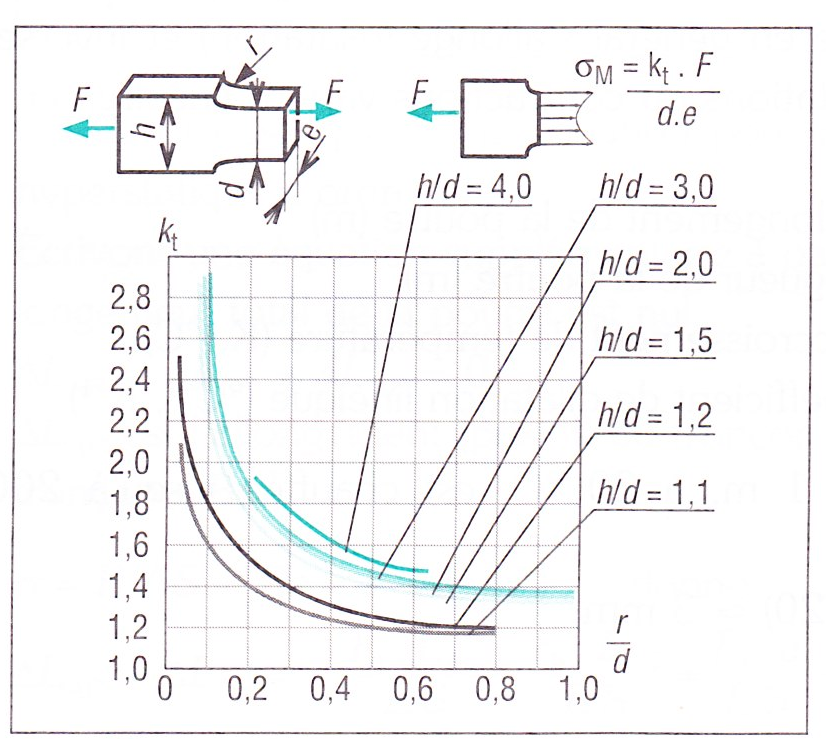 r
F
F
h
d
e
F
σM = kt . F
d.e
h/d = 4,0
h/d = 3,0
h/d = 2,0
h/d = 1,5
h/d = 1,2
h/d = 1,1
kt
2,8
2,6
2,4
2,2
2,0
1,8
1,6
1,4
1,2
1,0
0
0,2
0,4
0,6
0,8
1,0
r
d